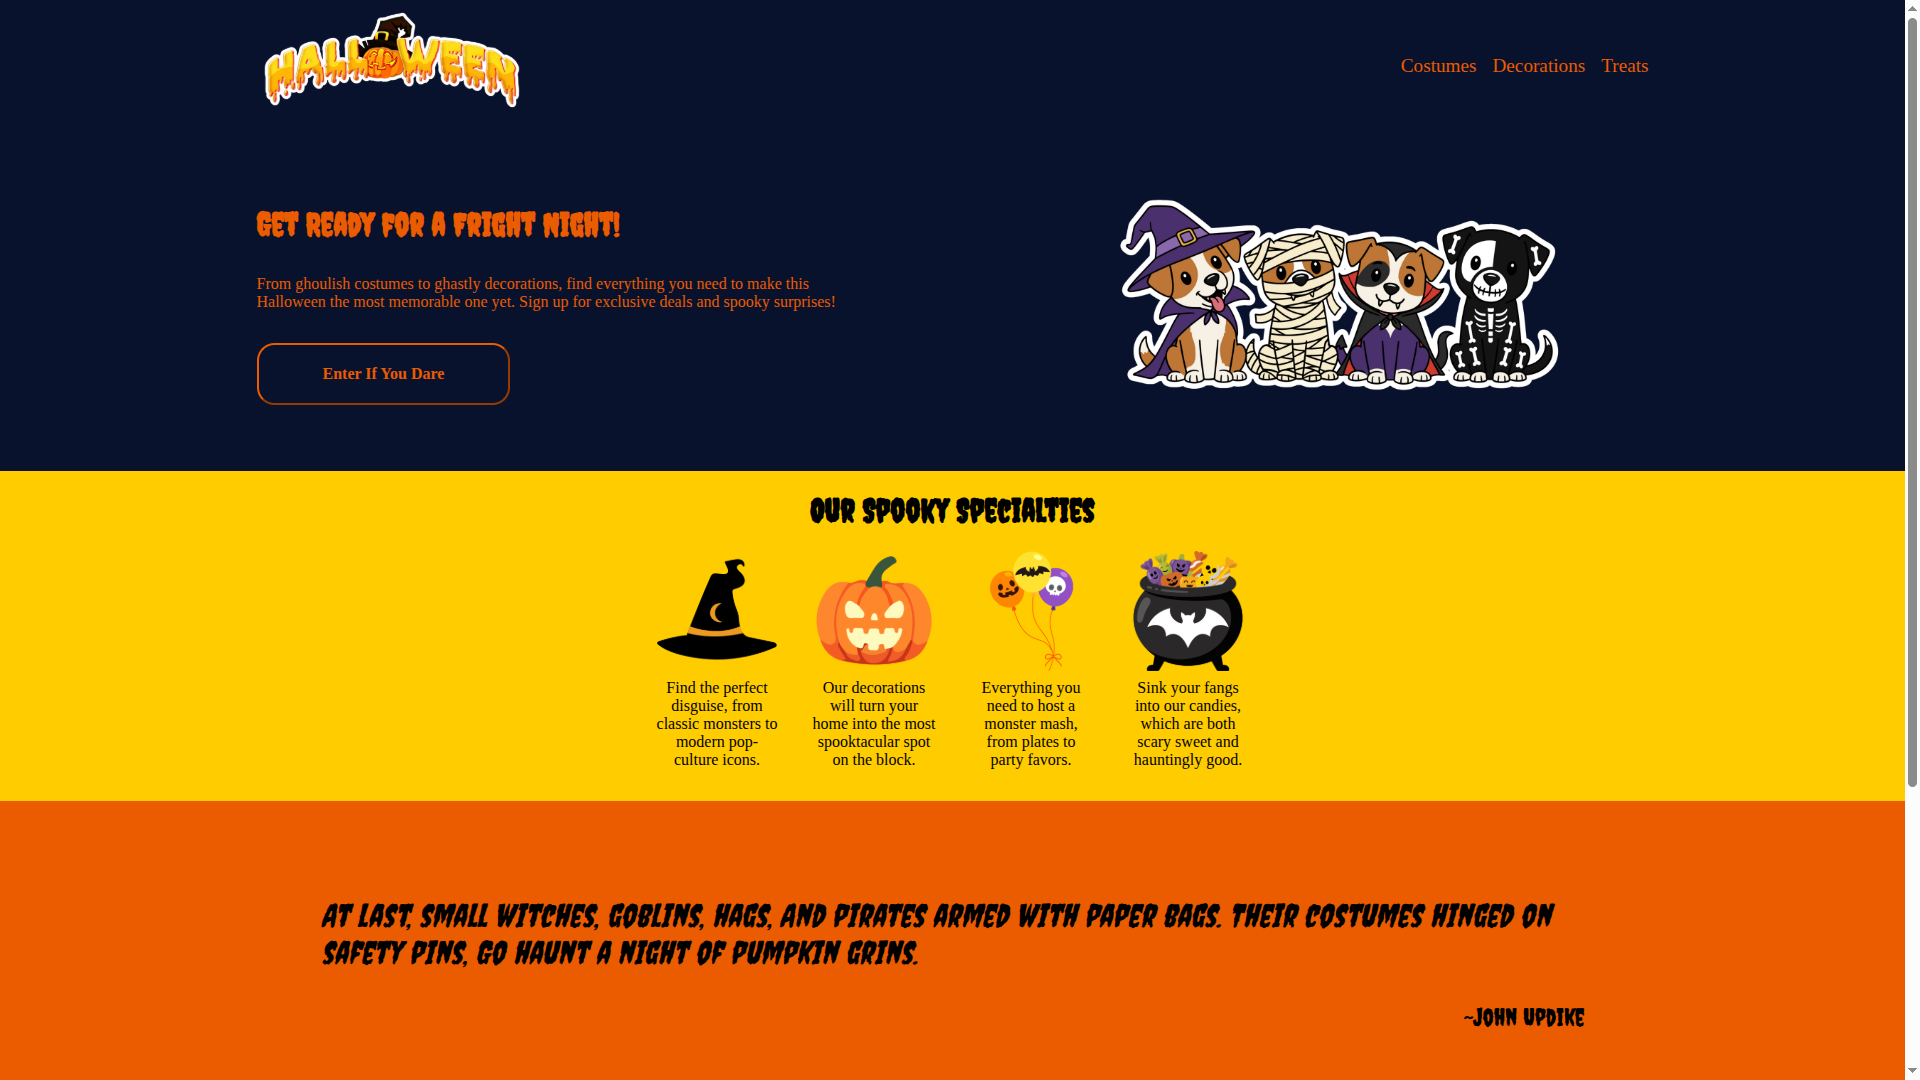 HALLOWEEN
Costumes Decorations Treats
GET READY FOR A FRIGHT NIGHT!
From ghoulish costumes to ghastly decorations, find everything you need to make this
Halloween the most memorable one yet. Sign up for exclusive deals and spooky surprises!
Enter If You Dare
OUR SPOOKY SPECIALTIES
Find the perfect
disguise, from
classic monsters to
modern pop-
culture icons.
Our decorations
will turn your
home into the most
spooktacular spot
on the block.
Everything you
need to host a
monster mash,
from plates to
party favors.
Sink your fangs
into our candies,
which are both
scary sweet and
hauntingly good.
AT LAST, SMALL WITCHES, GOBLINS, HAGS, AND PIRATES ARMED WITH PAPER BAGS. THEIR COSTUMES HINGED ON
SAFETY PINS, GO HAUNT A NIGHT OF PUMPKIN GRINS.
~JOHN UPDIKE